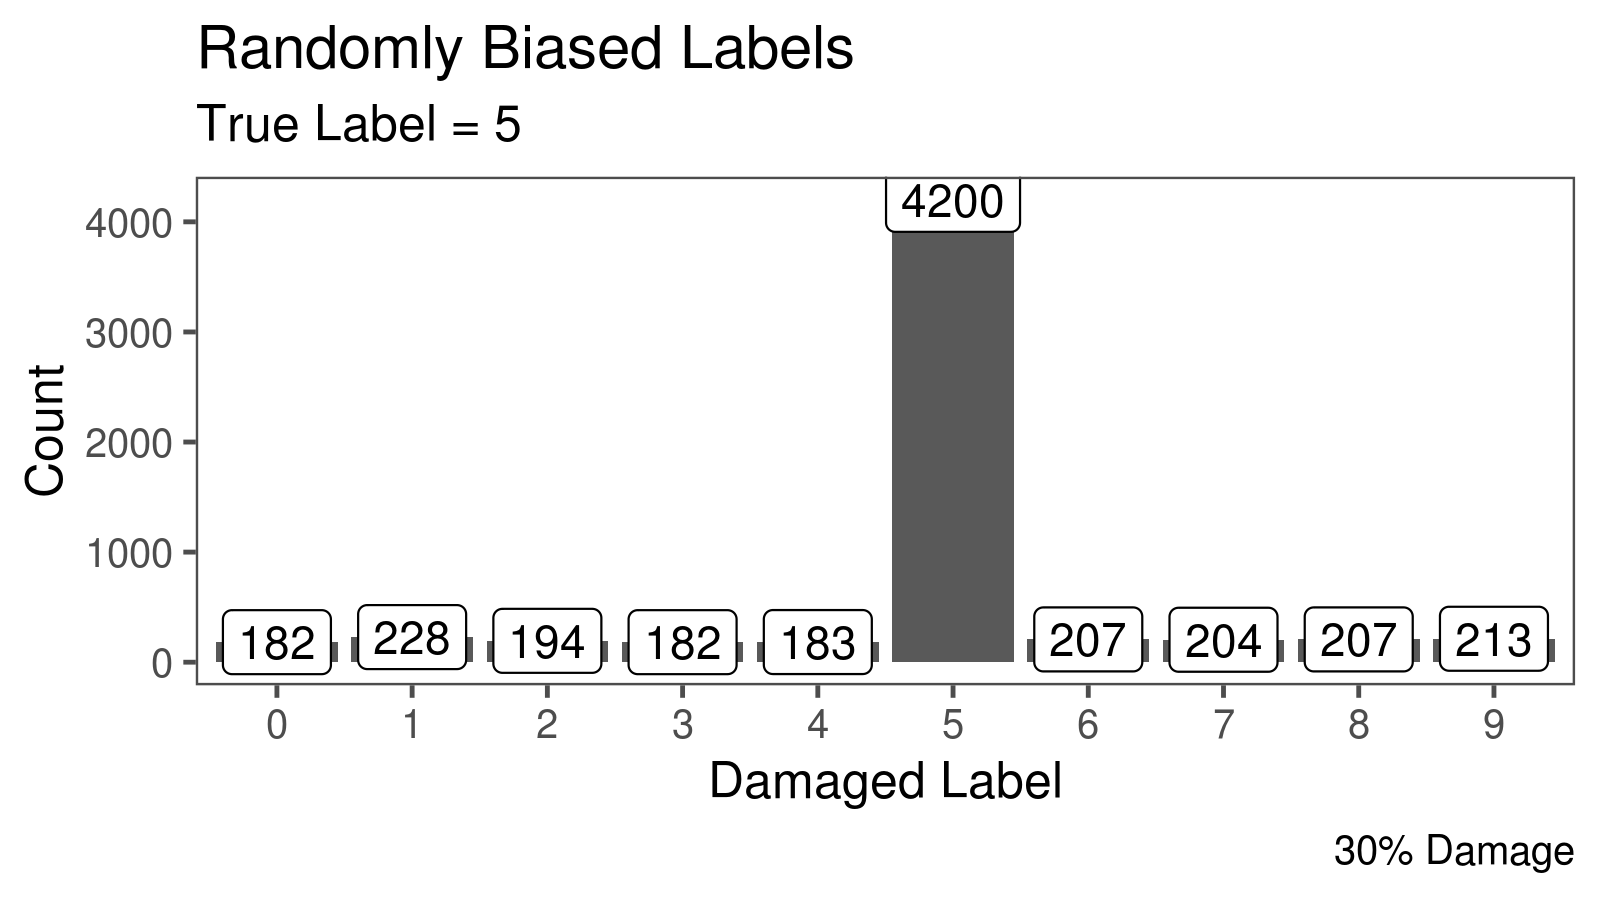 Randomly Biased Labels
True Label = 5
4200
4000
3000
2000
1000
0
Count
182 228 194 182 183 207 204 207 213
0 1 2 3 4 5 6 7 8 9
Damaged Label
30% Damage